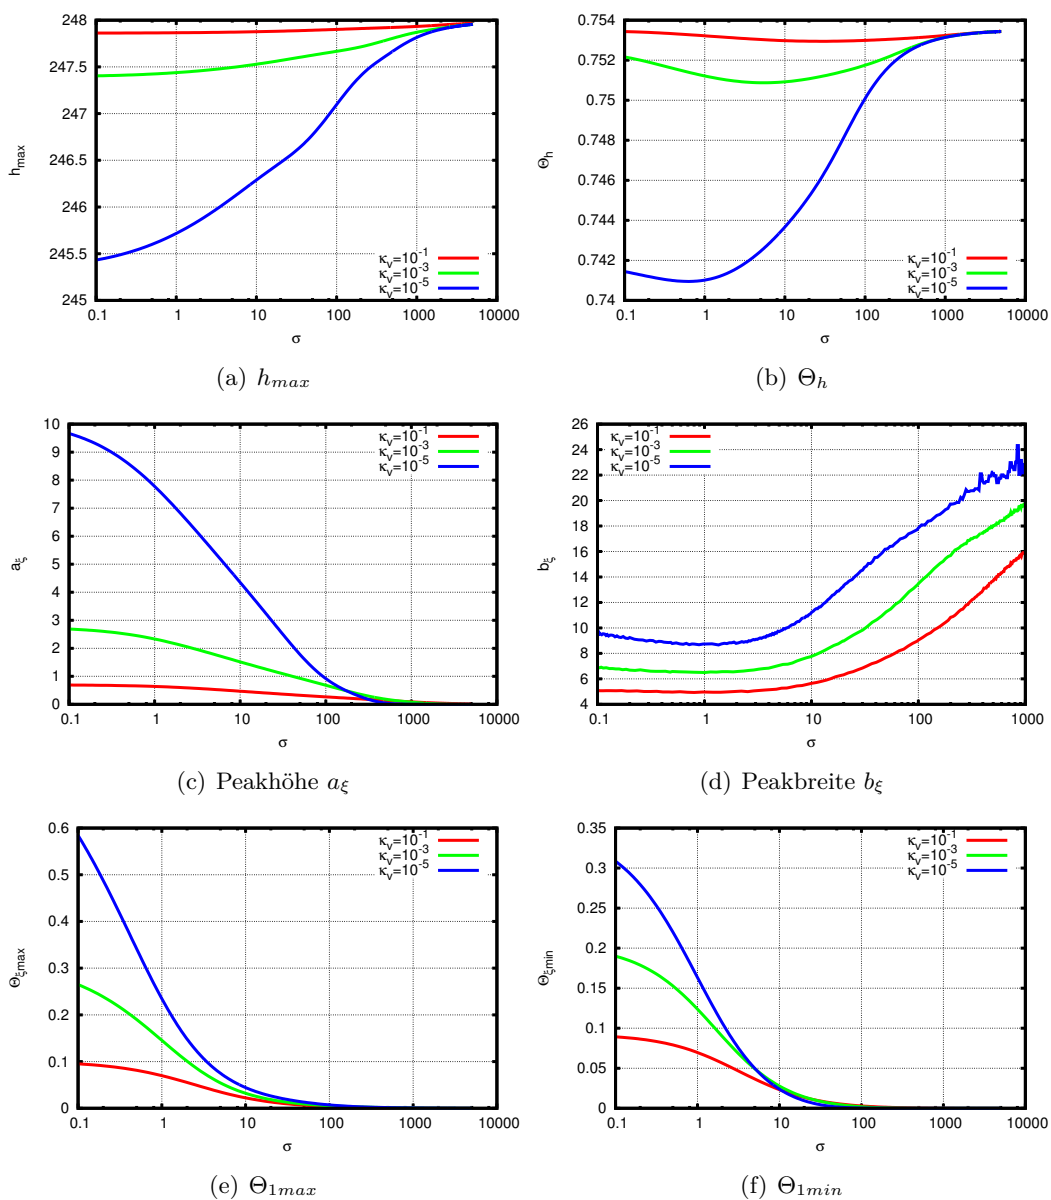 248
247.5
247
246.5
246
245.5
245
h_max
κ_v=10^-1
κ_v=10^-3
κ_v=10^-5
0.1 1 10 100 1000 10000
σ
(a) h_max
0.754
0.752
0.75
0.748
0.746
0.744
0.742
0.74
Θ_h
κ_v=10^-1
κ_v=10^-3
κ_v=10^-5
0.1 1 10 100 1000 10000
σ
(b) Θ_h
10
9
8
7
6
5
4
3
2
1
0
a_ξ
κ_v=10^-1
κ_v=10^-3
κ_v=10^-5
0.1 1 10 100 1000 10000
σ
(c) Peakhöhe a_ξ
26
24
22
20
18
16
14
12
10
8
6
4
b_ξ
κ_v=10^-1
κ_v=10^-3
κ_v=10^-5
0.1 1 10 100 1000
σ
(d) Peakbreite b_ξ
0.6
0.5
0.4
0.3
0.2
0.1
0
Θ_ξmax
κ_v=10^-1
κ_v=10^-3
κ_v=10^-5
0.1 1 10 100 1000 10000
σ
(e) Θ_1max
0.35
0.3
0.25
0.2
0.15
0.1
0.05
0
Θ_ξmin
κ_v=10^-1
κ_v=10^-3
κ_v=10^-5
0.1 1 10 100 1000 10000
σ
(f) Θ_1min